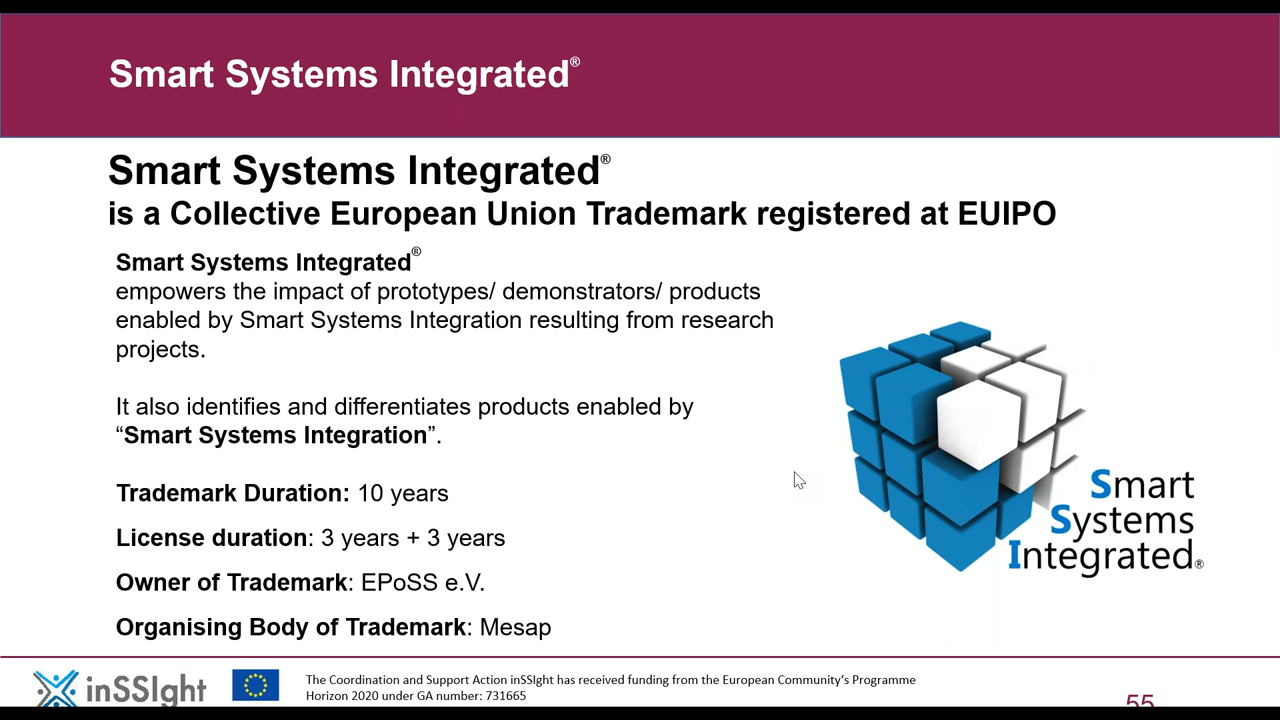 Smart Systems Integrated®
Smart Systems Integrated®
is a Collective European Union Trademark registered at EUIPO
Smart Systems Integrated®
empowers the impact of prototypes/ demonstrators/ products
enabled by Smart Systems Integration resulting from research
projects.
It also identifies and differentiates products enabled by
“Smart Systems Integration”.
Trademark Duration: 10 years
License duration: 3 years + 3 years
Owner of Trademark: EPoSS e.V.
Organising Body of Trademark: Mesap
Smart
Systems
Integrated®
inSSIght
The Coordination and Support Action inSSIght has received funding from the European Community‘s Programme
Horizon 2020 under GA number: 731665
55